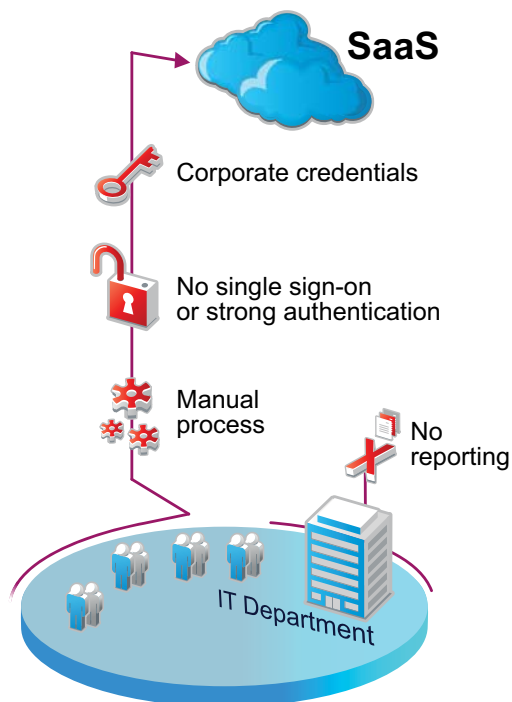 SaaS
Corporate credentials
No single sign-on
or strong authentication
Manual
process
No
reporting
IT Department